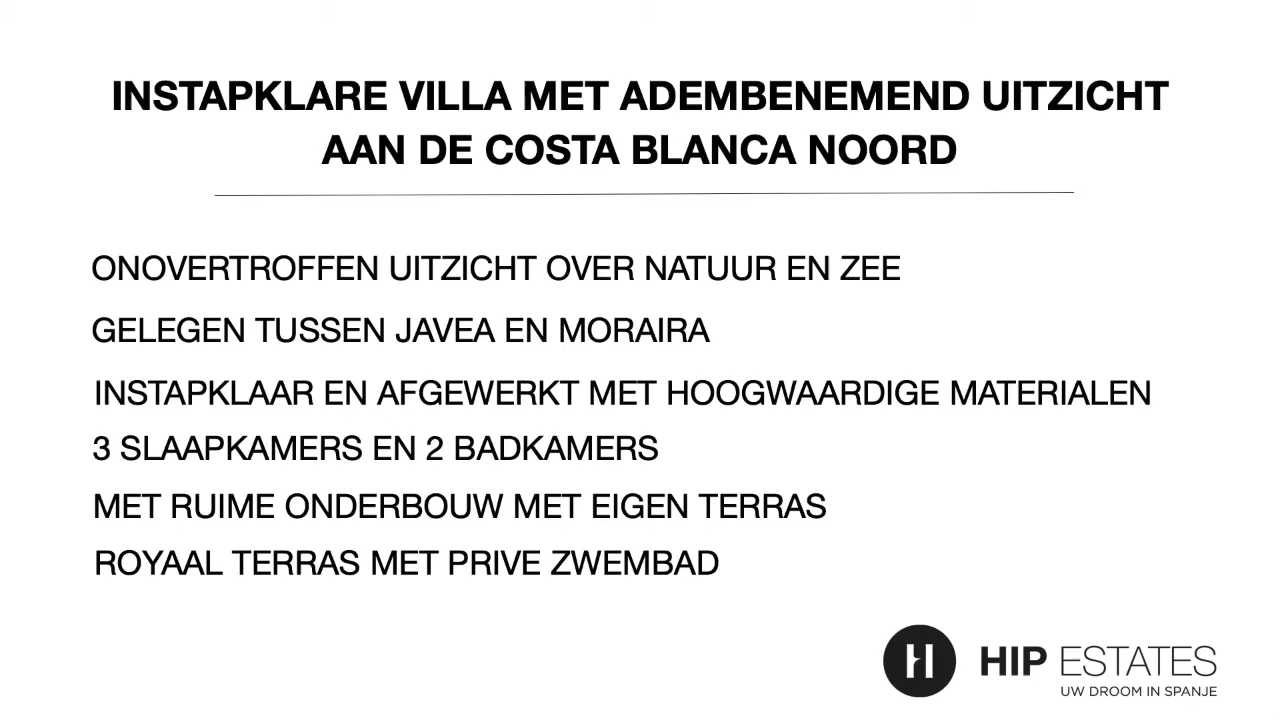 INSTAPKLARE VILLA MET ADEMBENEMEND UITZICHT
AAN DE COSTA BLANCA NOORD
ONOVERTROFFEN UITZICHT OVER NATUUR EN ZEE
GELEGEN TUSSEN JAVEA EN MORAIRA
INSTAPKLAAR EN AFGEWERKT MET HOOGWAARDIGE MATERIALEN
3 SLAAPKAMERS EN 2 BADKAMERS
MET RUIME ONDERBOUW MET EIGEN TERRAS
ROYAAL TERRAS MET PRIVE ZWEMBAD
H HIP ESTATES
UW DROOM IN SPANJE